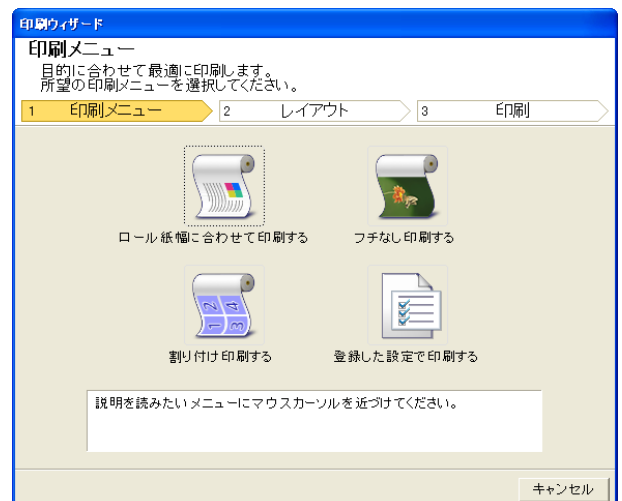 印刷ウィザード
印刷メニュー
目的に合わせて最適に印刷します。
所望の印刷メニューを選択してください。
1 印刷メニュー 2 レイアウト 3 印刷
ロール紙幅に合わせて印刷する フチなし印刷する
2 4
1 3
割り付け印刷する 登録した設定で印刷する
説明を読みたいメニューにマウスカーソルを近づけてください。
キャンセル